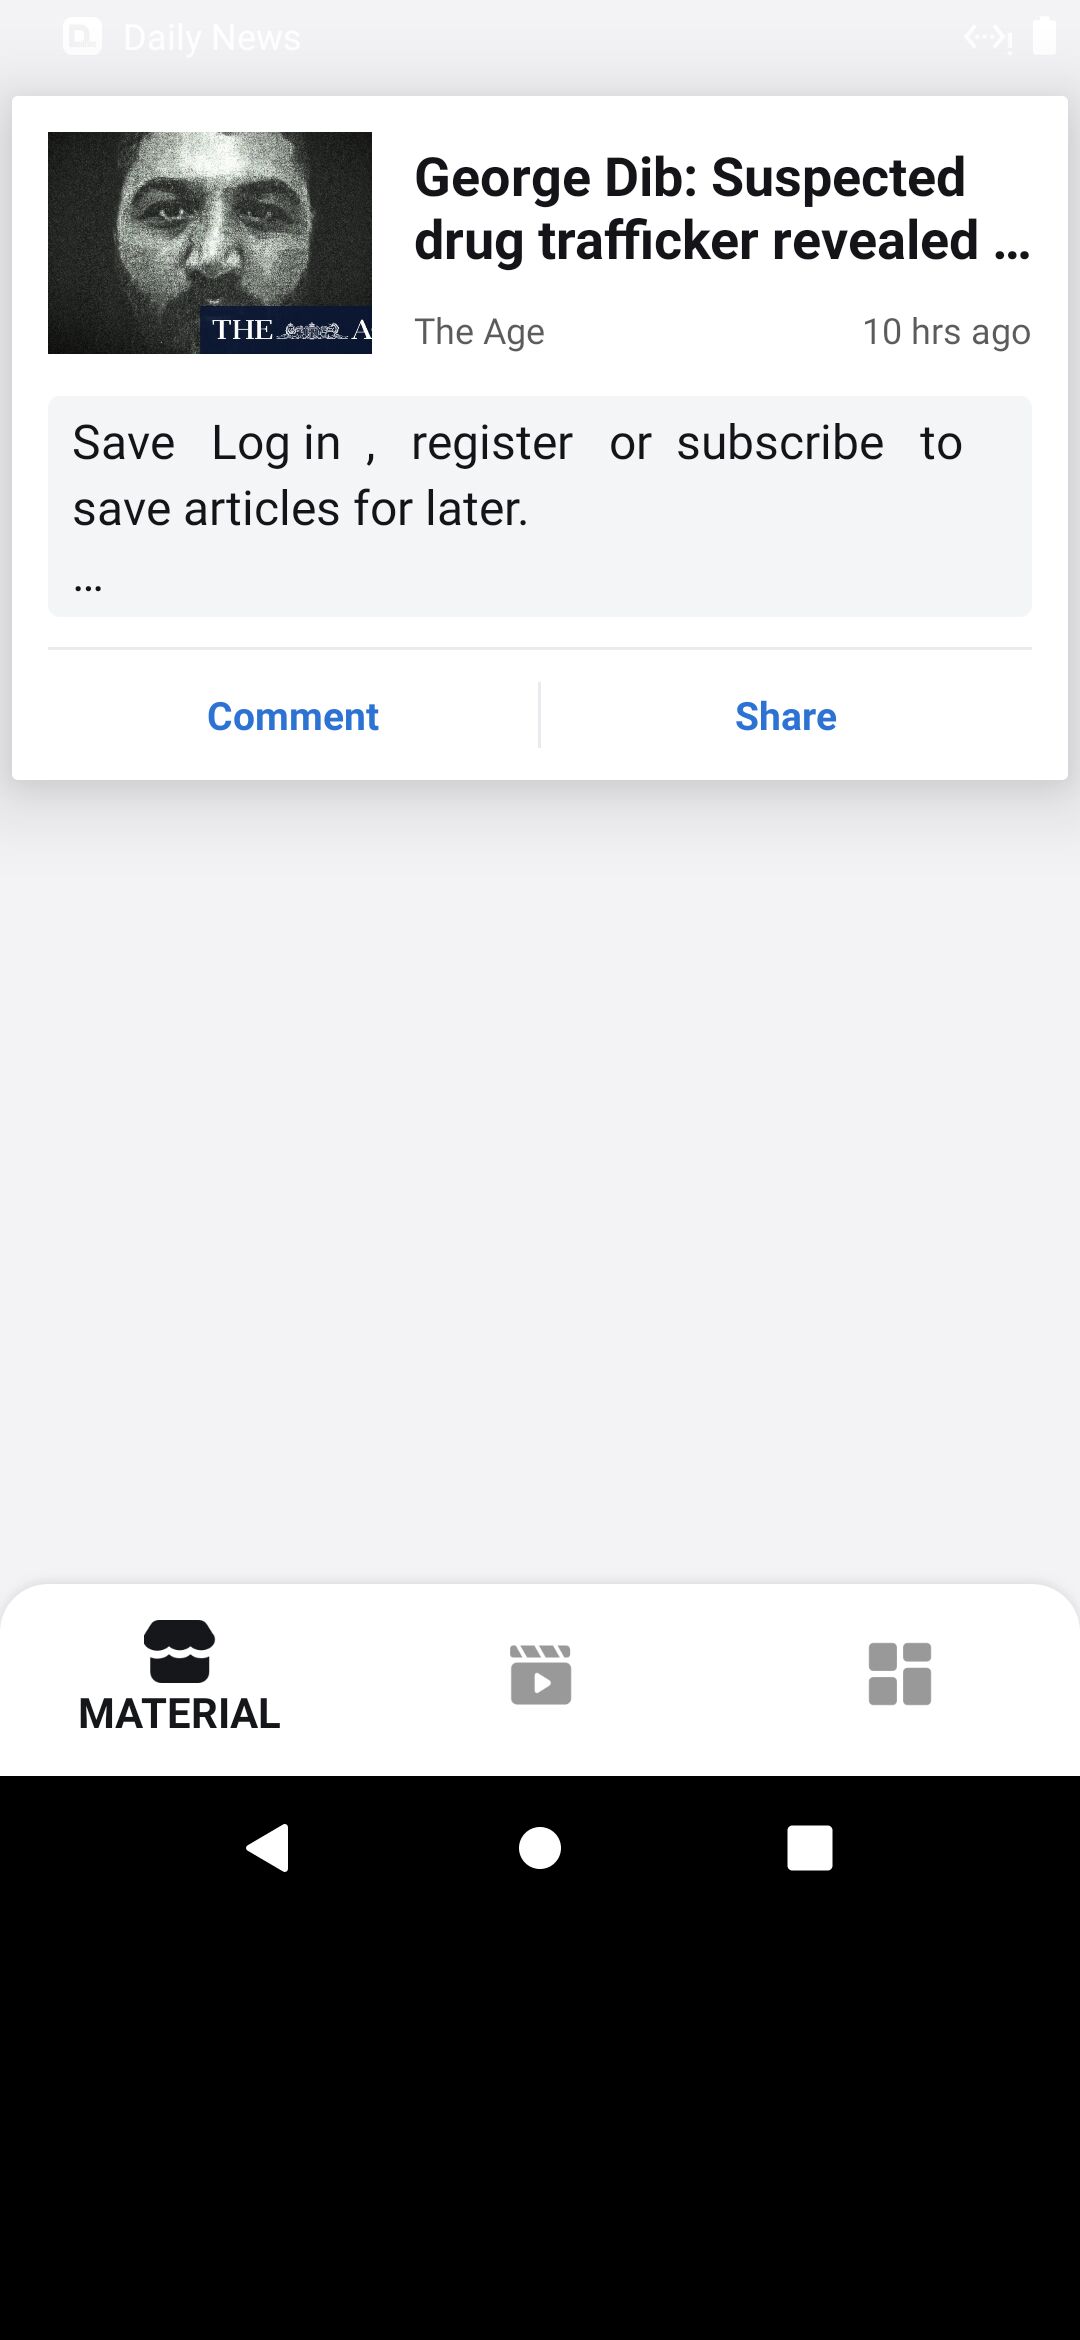 Daily News
George Dib: Suspected
drug trafficker revealed ...
THE A
The Age
10 hrs ago
Save Log in , register or subscribe to
save articles for later.
...
Comment
Share
MATERIAL